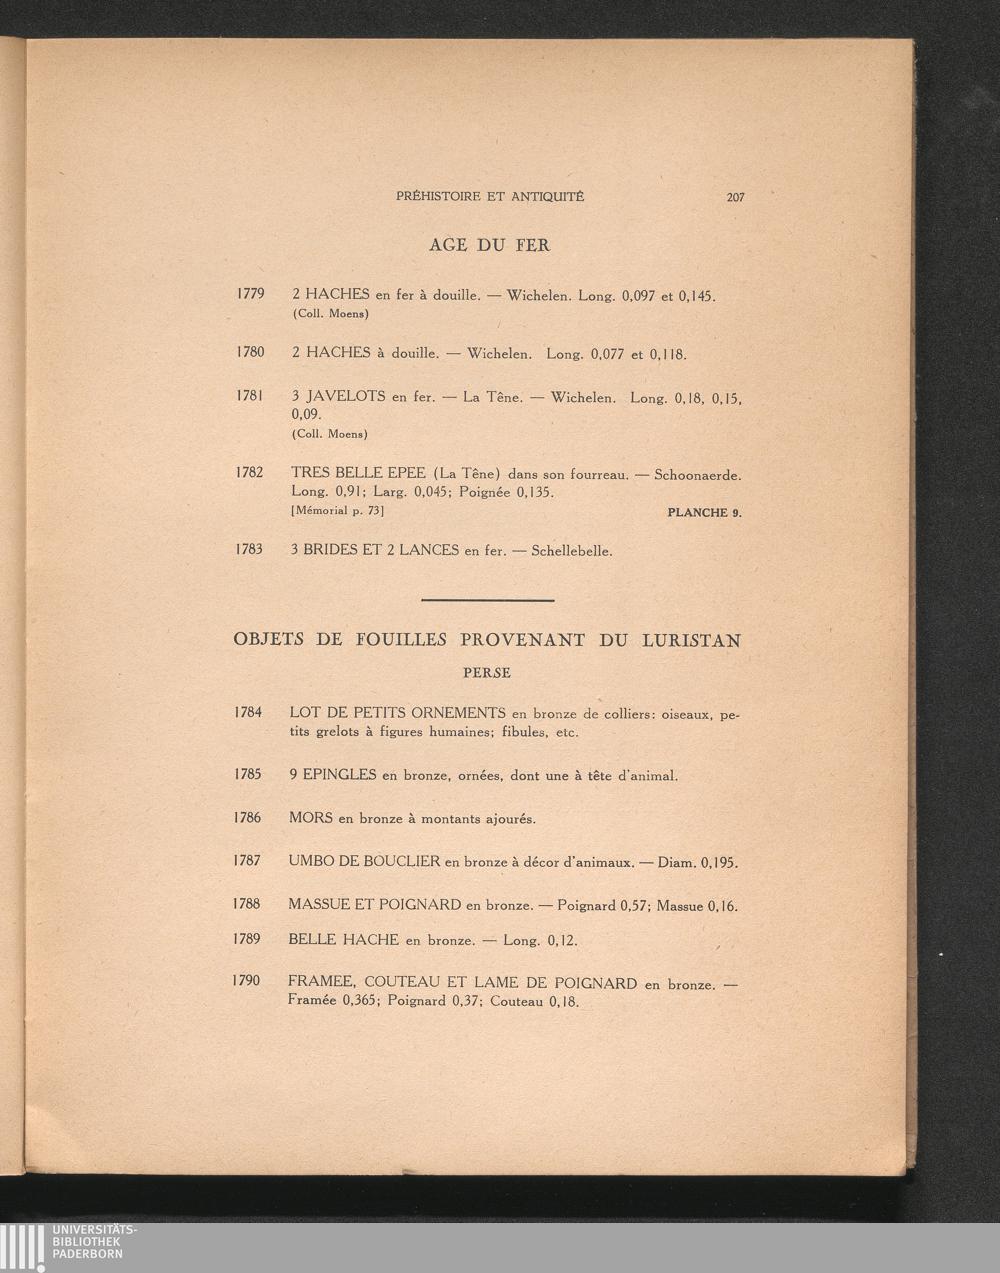 PRÉHISTOIRE ET ANTIQUITÉ 207
AGE DU FER
1779 2 HACHES en fer à douille. — Wichelen. Long. 0,097 et 0,145.
(Coll. Moens)
1780 2 HACHES à douille. — Wichelen. Long. 0,077 et 0,118.
1781 3 JAVELOTS en fer. — La Têne. — Wichelen. Long. 0,18, 0,15,
0,09.
(Coll. Moens)
1782 TRES BELLE EPEE (La Têne) dans son fourreau. — Schoonaerde.
Long. 0,91; Larg. 0,045; Poignée 0,135.
[Mémorial p. 73] PLANCHE 9.
1783 3 BRIDES ET 2 LANCES en fer. — Schellebelle.
OBJETS DE FOUILLES PROVENANT DU LURISTAN
PERSE
1784 LOT DE PETITS ORNEMENTS en bronze de colliers: oiseaux, pe-
tits grelots à figures humaines; fibules, etc.
1785 9 EPINGLES en bronze, ornées, dont une à tête d'animal.
1786 MORS en bronze à montants ajourés.
1787 UMBO DE BOUCLIER en bronze à décor d'animaux. — Diam. 0,195.
1788 MASSUE ET POIGNARD en bronze. — Poignard 0,57; Massue 0,16.
1789 BELLE HACHE en bronze. — Long. 0,12.
1790 FRAMEE, COUTEAU ET LAME DE POIGNARD en bronze. —
Framée 0,365; Poignard 0,37; Couteau 0,18.
UNIVERSITÄTS-
BIBLIOTHEK
PADERBORN